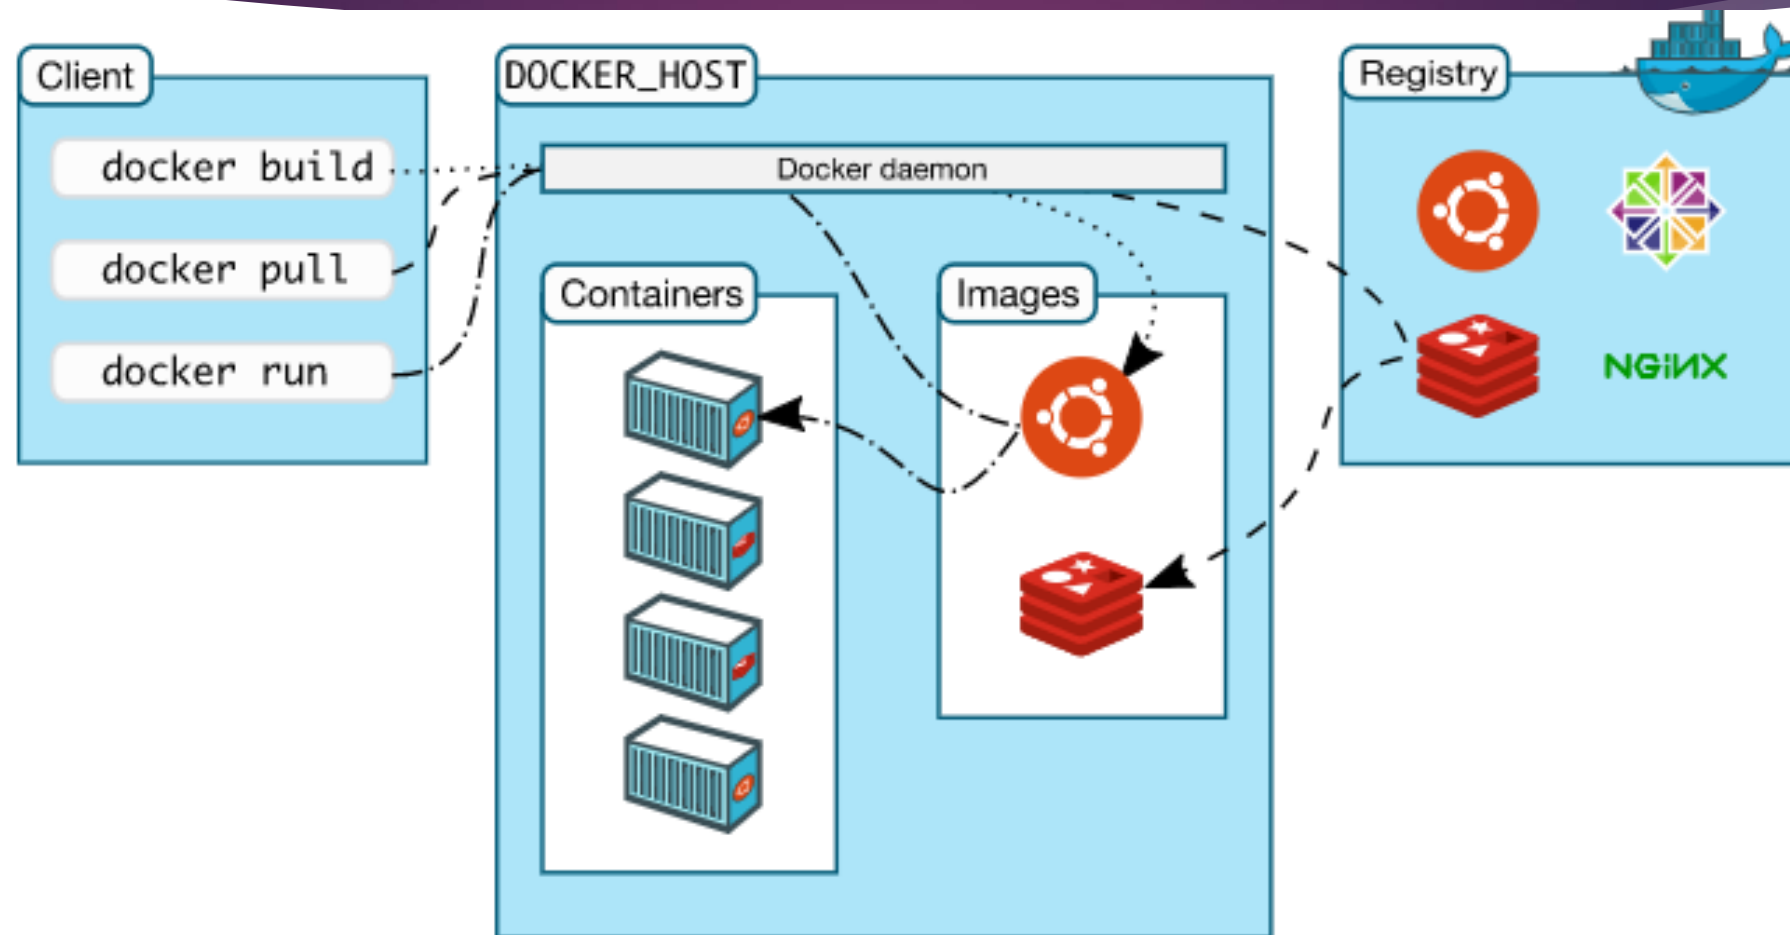 Client
docker build
docker pull
docker run
DOCKER_HOST
Docker daemon
Containers
Images
Registry
NGiNX